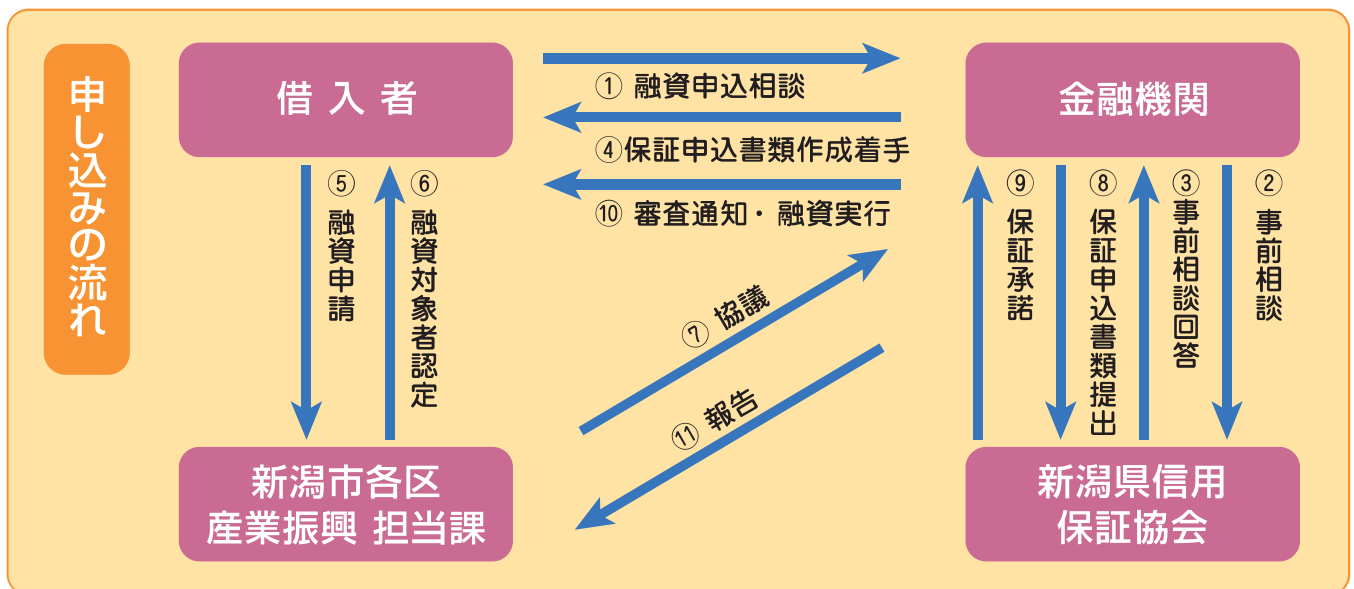 申し込みの流れ
借入者
金融機関
① 融資申込相談
④保証申込書類作成着手
⑩ 審査通知・融資実行
⑤ 融資申請
⑥ 融資対象者認定
⑦ 協議
⑪ 報告
⑨ 保証承諾
⑧ 保証申込書類提出
③ 事前相談回答
② 事前相談
新潟市各区
産業振興 担当課
新潟県信用
保証協会